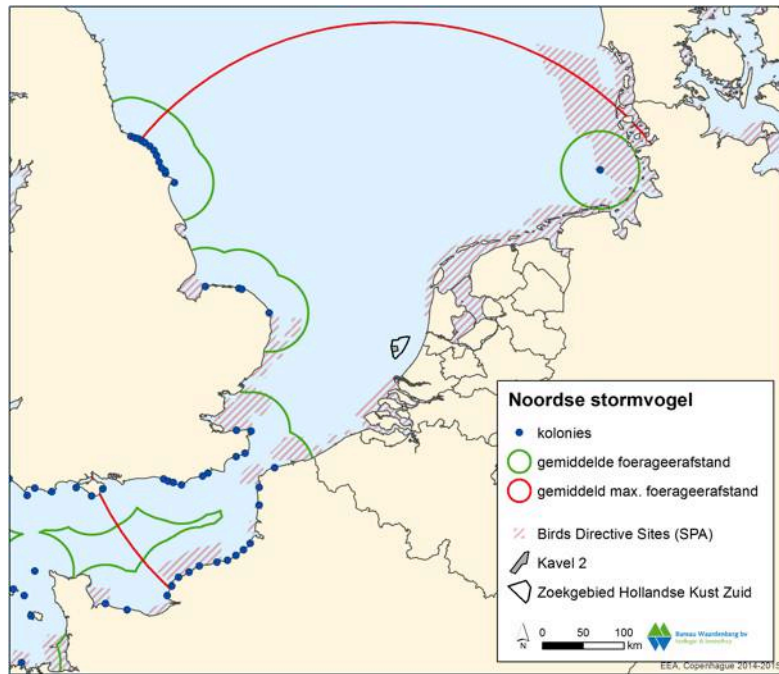 Noordse stormvogel
kolonies
gemiddelde foerageerafstand
gemiddeld max. foerageerafstand
Birds Directive Sites (SPA)
Kavel 2
Zoekgebied Hollandse Kust Zuid
N
0 50 100
km
Bureau Waardenburg bv
EEA, Copenhague 2014-2015